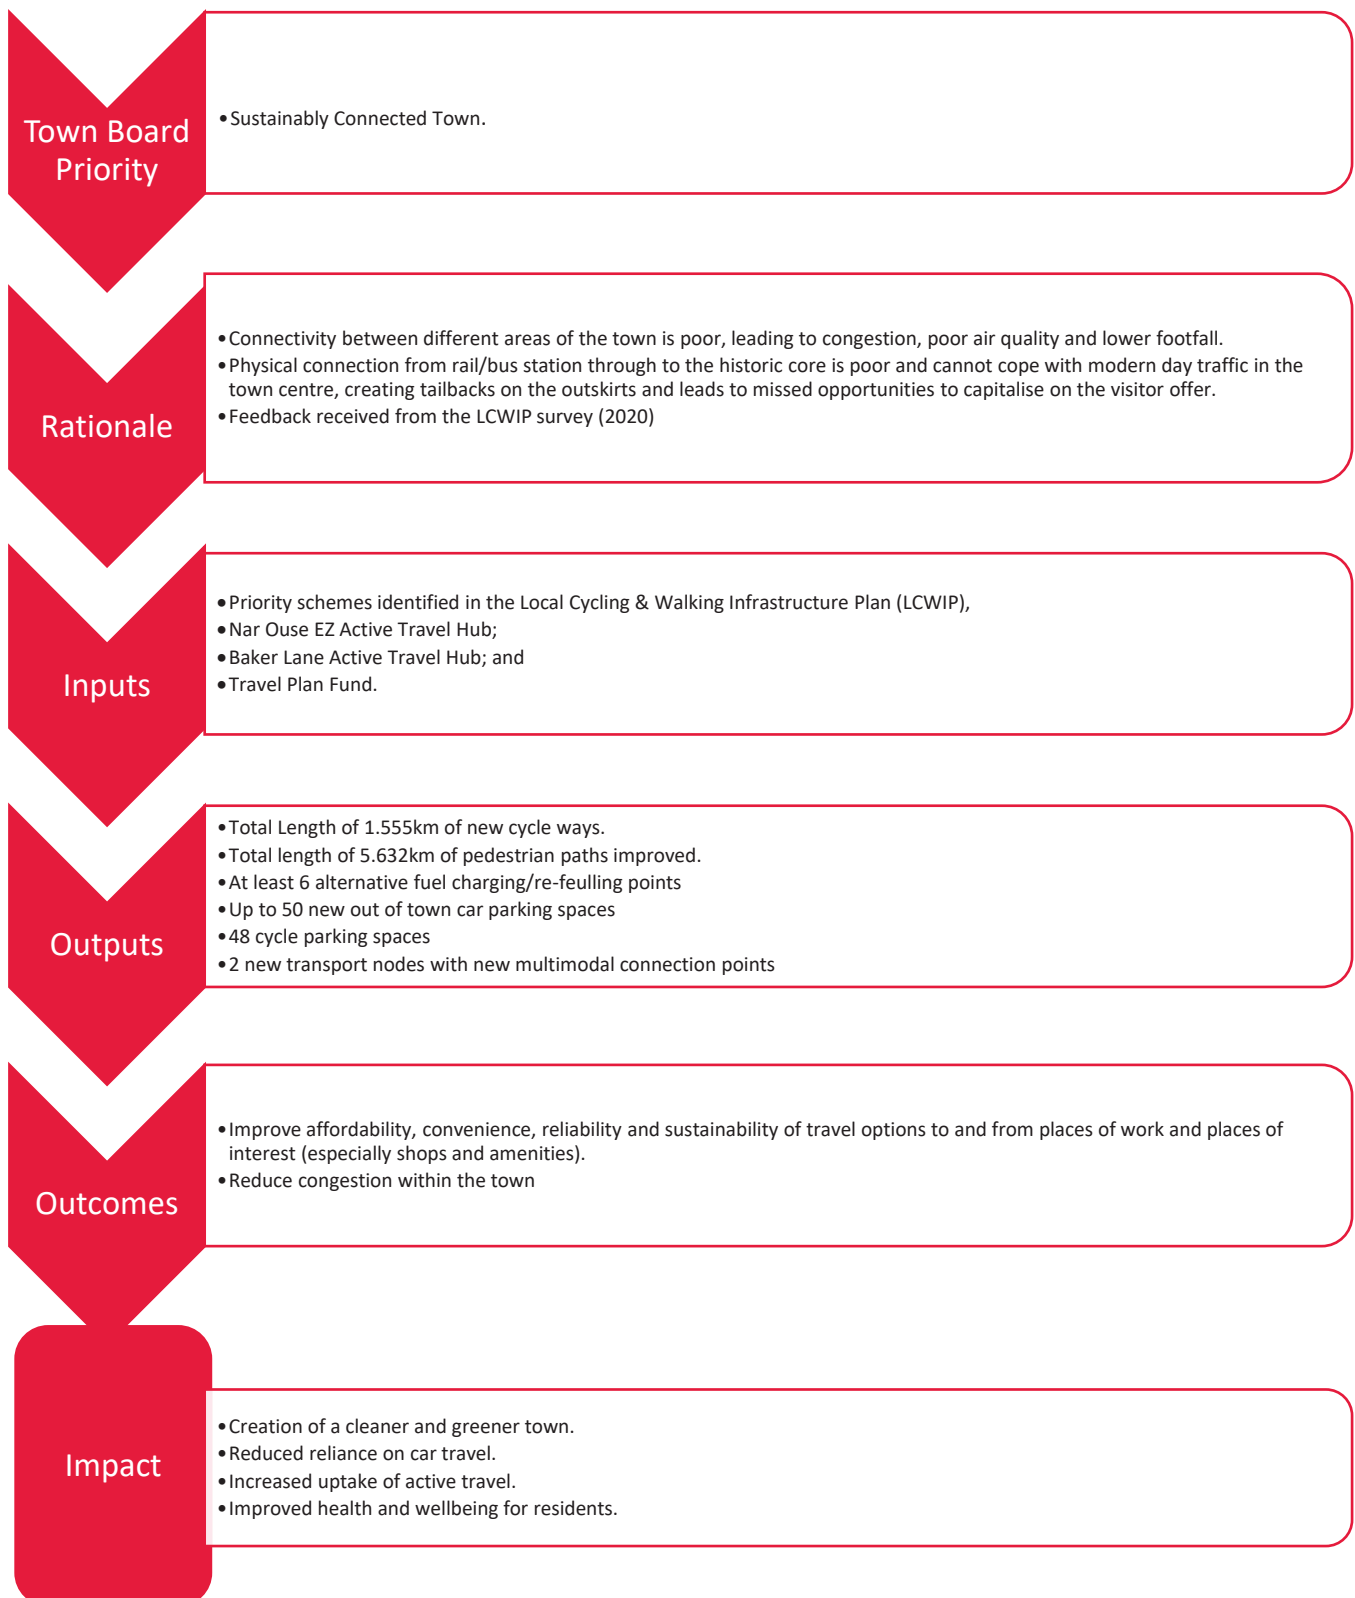 Town Board
Priority
•Sustainably Connected Town.
Rationale
•Connectivity between different areas of the town is poor, leading to congestion, poor air quality and lower footfall.
•Physical connection from rail/bus station through to the historic core is poor and cannot cope with modern day traffic in the
town centre, creating tailbacks on the outskirts and leads to missed opportunities to capitalise on the visitor offer.
•Feedback received from the LCWIP survey (2020)
Inputs
•Priority schemes identified in the Local Cycling & Walking Infrastructure Plan (LCWIP),
•Nar Ouse EZ Active Travel Hub;
•Baker Lane Active Travel Hub; and
•Travel Plan Fund.
Outputs
•Total Length of 1.555km of new cycle ways.
•Total length of 5.632km of pedestrian paths improved.
•At least 6 alternative fuel charging/re-feulling points
•Up to 50 new out of town car parking spaces
•48 cycle parking spaces
•2 new transport nodes with new multimodal connection points
Outcomes
•Improve affordability, convenience, reliability and sustainability of travel options to and from places of work and places of
interest (especially shops and amenities).
•Reduce congestion within the town
Impact
•Creation of a cleaner and greener town.
•Reduced reliance on car travel.
•Increased uptake of active travel.
•Improved health and wellbeing for residents.